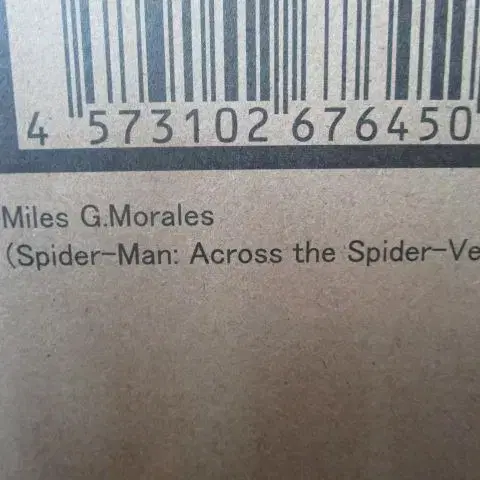 4 573102 676450
Miles G.Morales
(Spider-Man: Across the Spider-Ve